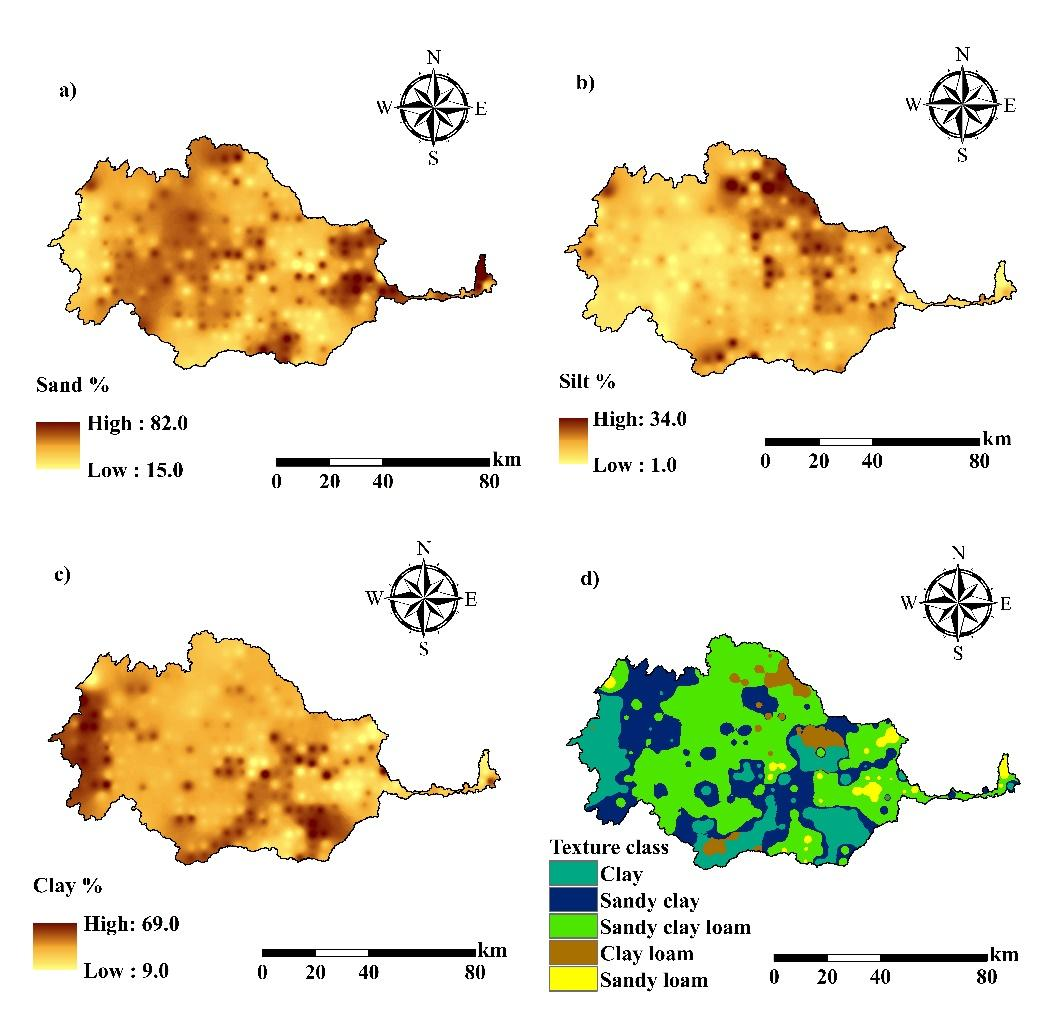 a)
N
W
E
S
b)
N
W
E
S
Sand %
High : 82.0
Low : 15.0
km
0 20 40 80
Silt %
High: 34.0
Low : 1.0
km
0 20 40 80
c)
N
W
E
S
d)
N
W
E
S
Clay %
High: 69.0
Low : 9.0
km
0 20 40 80
Texture class
Clay
Sandy clay
Sandy clay loam
Clay loam
Sandy loam
km
0 20 40 80